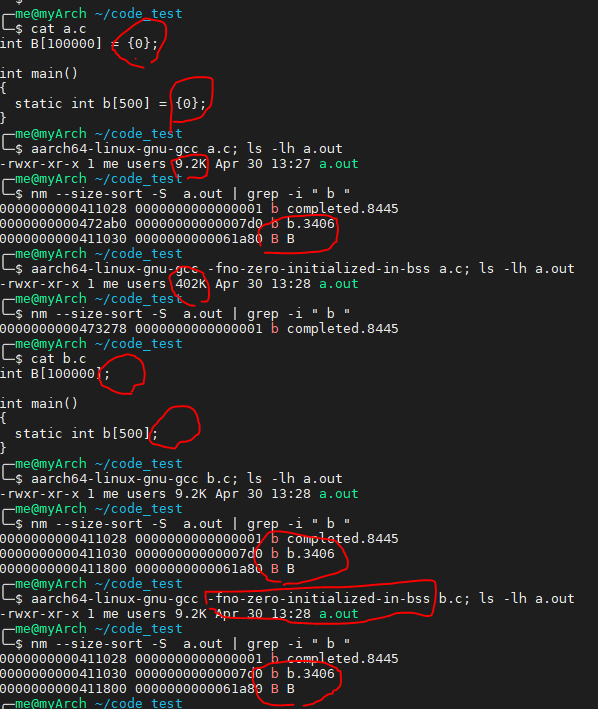 ╭─me@myArch ~/code_test
╰─$ cat a.c
int B[100000] = {0};

int main()
{
  static int b[500] = {0};
}
╭─me@myArch ~/code_test
╰─$ aarch64-linux-gnu-gcc a.c; ls -lh a.out
-rwxr-xr-x 1 me users 9.2K Apr 30 13:27 a.out
╭─me@myArch ~/code_test
╰─$ nm --size-sort -S  a.out | grep -i " b "
0000000000411028 0000000000000001 b completed.8445
0000000000472ab0 00000000000007d0 b b.3406
0000000000411030 0000000000061a80 B B
╭─me@myArch ~/code_test
╰─$ aarch64-linux-gnu-gcc -fno-zero-initialized-in-bss a.c; ls -lh a.out
-rwxr-xr-x 1 me users 402K Apr 30 13:28 a.out
╭─me@myArch ~/code_test
╰─$ nm --size-sort -S  a.out | grep -i " b "
0000000000473278 0000000000000001 b completed.8445
╭─me@myArch ~/code_test
╰─$ cat b.c
int B[100000];

int main()
{
  static int b[500];
}
╭─me@myArch ~/code_test
╰─$ aarch64-linux-gnu-gcc b.c; ls -lh a.out
-rwxr-xr-x 1 me users 9.2K Apr 30 13:28 a.out
╭─me@myArch ~/code_test
╰─$ nm --size-sort -S  a.out | grep -i " b "
0000000000411028 0000000000000001 b completed.8445
0000000000411030 00000000000007d0 b b.3406
0000000000411800 0000000000061a80 B B
╭─me@myArch ~/code_test
╰─$ aarch64-linux-gnu-gcc -fno-zero-initialized-in-bss b.c; ls -lh a.out
-rwxr-xr-x 1 me users 9.2K Apr 30 13:28 a.out
╭─me@myArch ~/code_test
╰─$ nm --size-sort -S  a.out | grep -i " b "
0000000000411028 0000000000000001 b completed.8445
0000000000411030 00000000000007d0 b b.3406
0000000000411800 0000000000061a80 B B